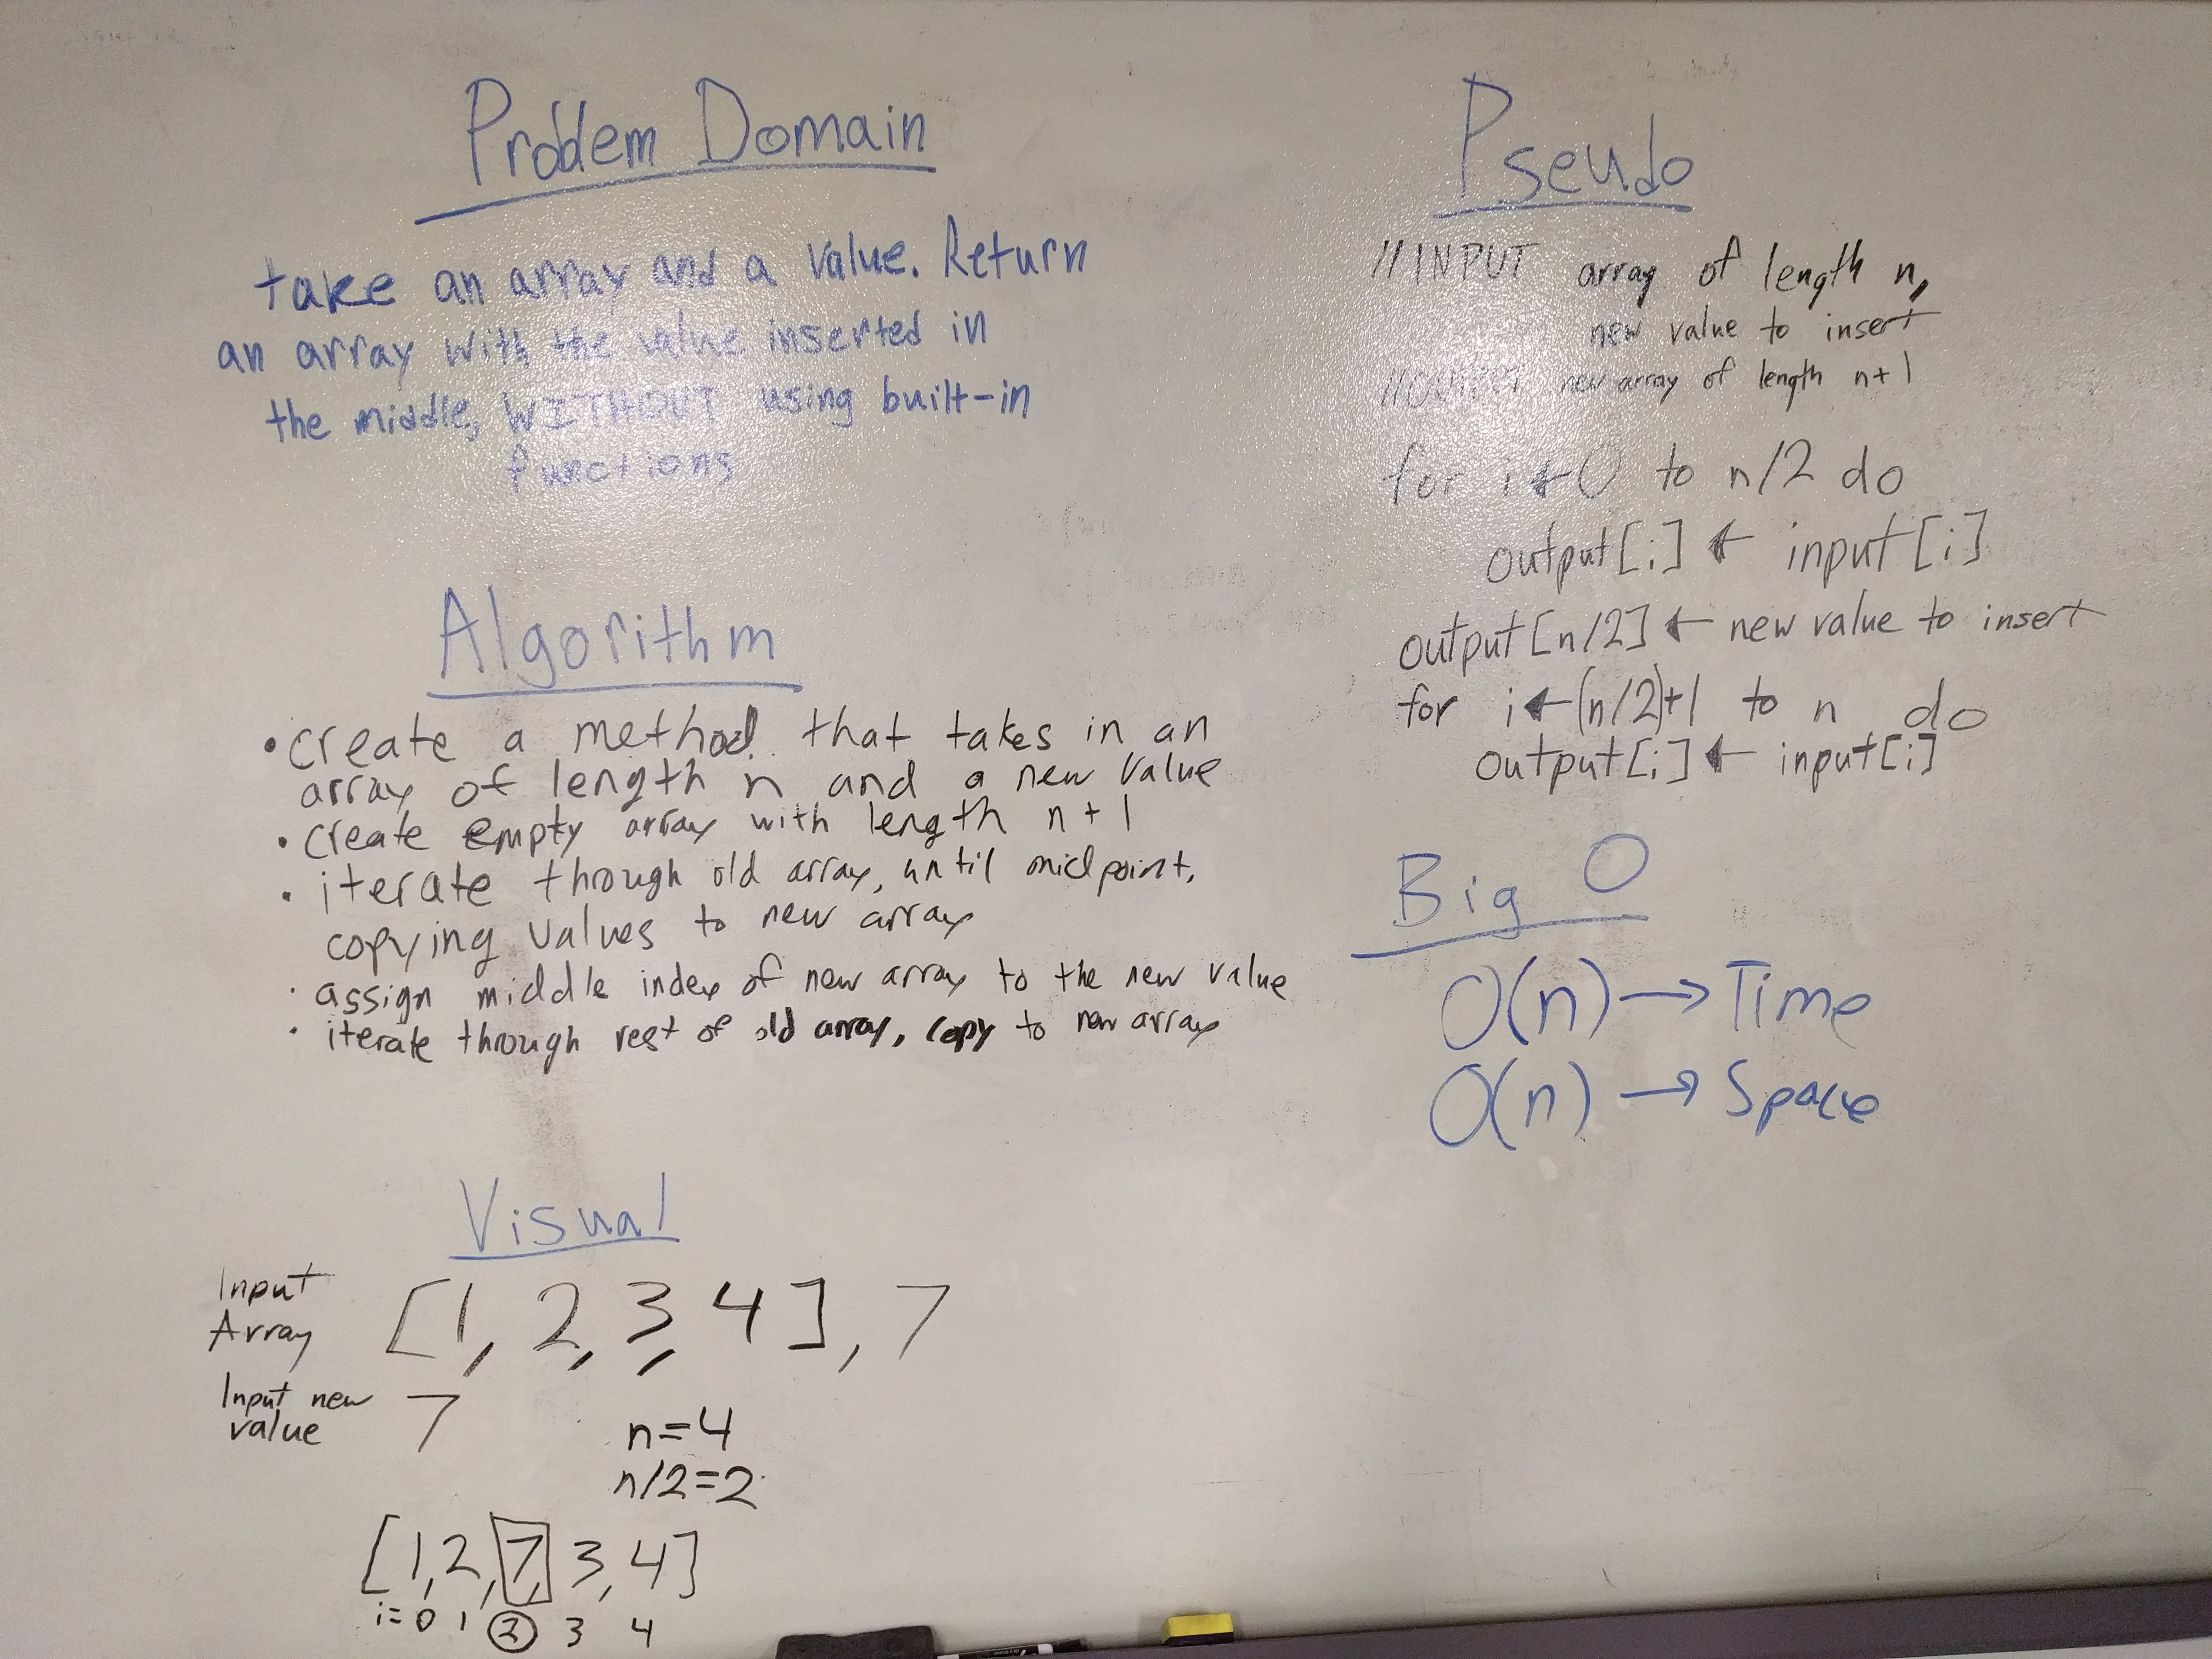 Problem Domain
take an array and a value. Return
an array with the value inserted in
the middle, WITHOUT using built-in
functions
Algorithm
• create a method that takes in an
array of length n and a new value
• create empty array with length n+1
• iterate through old array, until midpoint,
copying values to new array
• assign middle index of new array to the new value
• iterate through rest of old array, copy to new array
Visual
Input
Array
[1, 2, 3, 4], 7
Input new
value
7
n=4
n/2=2
[1,2,7,3,4]
i=0 1 2 3 4
Pseudo
//INPUT array of length n,
new value to insert
//OUTPUT new array of length n+1
for i ← 0 to n/2 do
output[i] ← input[i]
output[n/2] ← new value to insert
for i ← (n/2)+1 to n do
output[i] ← input[i]
Big O
O(n) → Time
O(n) → Space